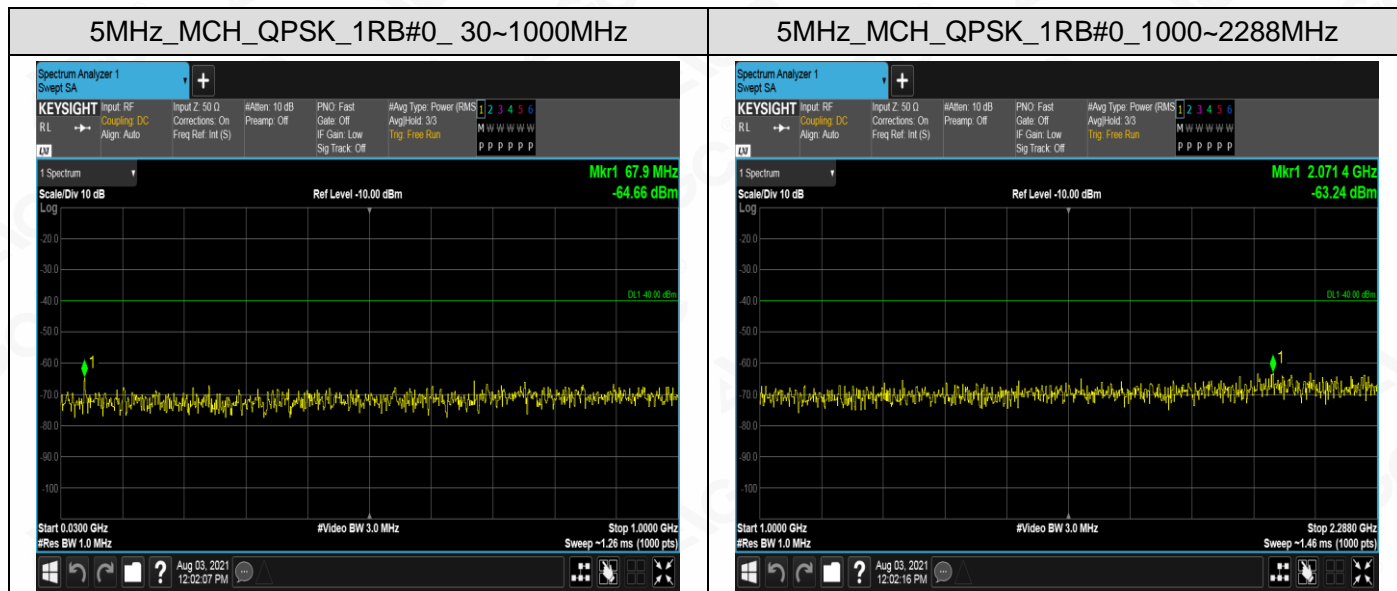 5MHz_MCH_QPSK_1RB#0_ 30~1000MHz
5MHz_MCH_QPSK_1RB#0_1000~2288MHz
Spectrum Analyzer 1
Swept SA
+
KEYSIGHT Input: RF Input Z: 50 Ω #Atten: 10 dB PNO: Fast #Avg Type: Power (RMS 1 2 3 4 5 6
RL Coupling: DC Corrections: On Preamp: Off Gate: Off Avg|Hold: 3/3 M W W W W W
Align: Auto Freq Ref: Int (S) IF Gain: Low Trig: Free Run
LXI Sig Track: Off P P P P P P
1 Spectrum Mkr1 67.9 MHz
Scale/Div 10 dB Ref Level -10.00 dBm -64.66 dBm
Log
-20.0
-30.0
DL1 -40.00 dBm
-40.0
-50.0
-60.0
1
-70.0
-80.0
-90.0
-100
Start 0.0300 GHz #Video BW 3.0 MHz Stop 1.0000 GHz
#Res BW 1.0 MHz Sweep ~1.26 ms (1000 pts)
? Aug 03, 2021
12:02:07 PM
Spectrum Analyzer 1
Swept SA
+
KEYSIGHT Input: RF Input Z: 50 Ω #Atten: 10 dB PNO: Fast #Avg Type: Power (RMS 1 2 3 4 5 6
RL Coupling: DC Corrections: On Preamp: Off Gate: Off Avg|Hold: 3/3 M W W W W W
Align: Auto Freq Ref: Int (S) IF Gain: Low Trig: Free Run
LXI Sig Track: Off P P P P P P
1 Spectrum Mkr1 2.071 4 GHz
Scale/Div 10 dB Ref Level -10.00 dBm -63.24 dBm
Log
-20.0
-30.0
DL1 -40.00 dBm
-40.0
-50.0
-60.0
1
-70.0
-80.0
-90.0
-100
Start 1.0000 GHz #Video BW 3.0 MHz Stop 2.2880 GHz
#Res BW 1.0 MHz Sweep ~1.46 ms (1000 pts)
? Aug 03, 2021
12:02:16 PM